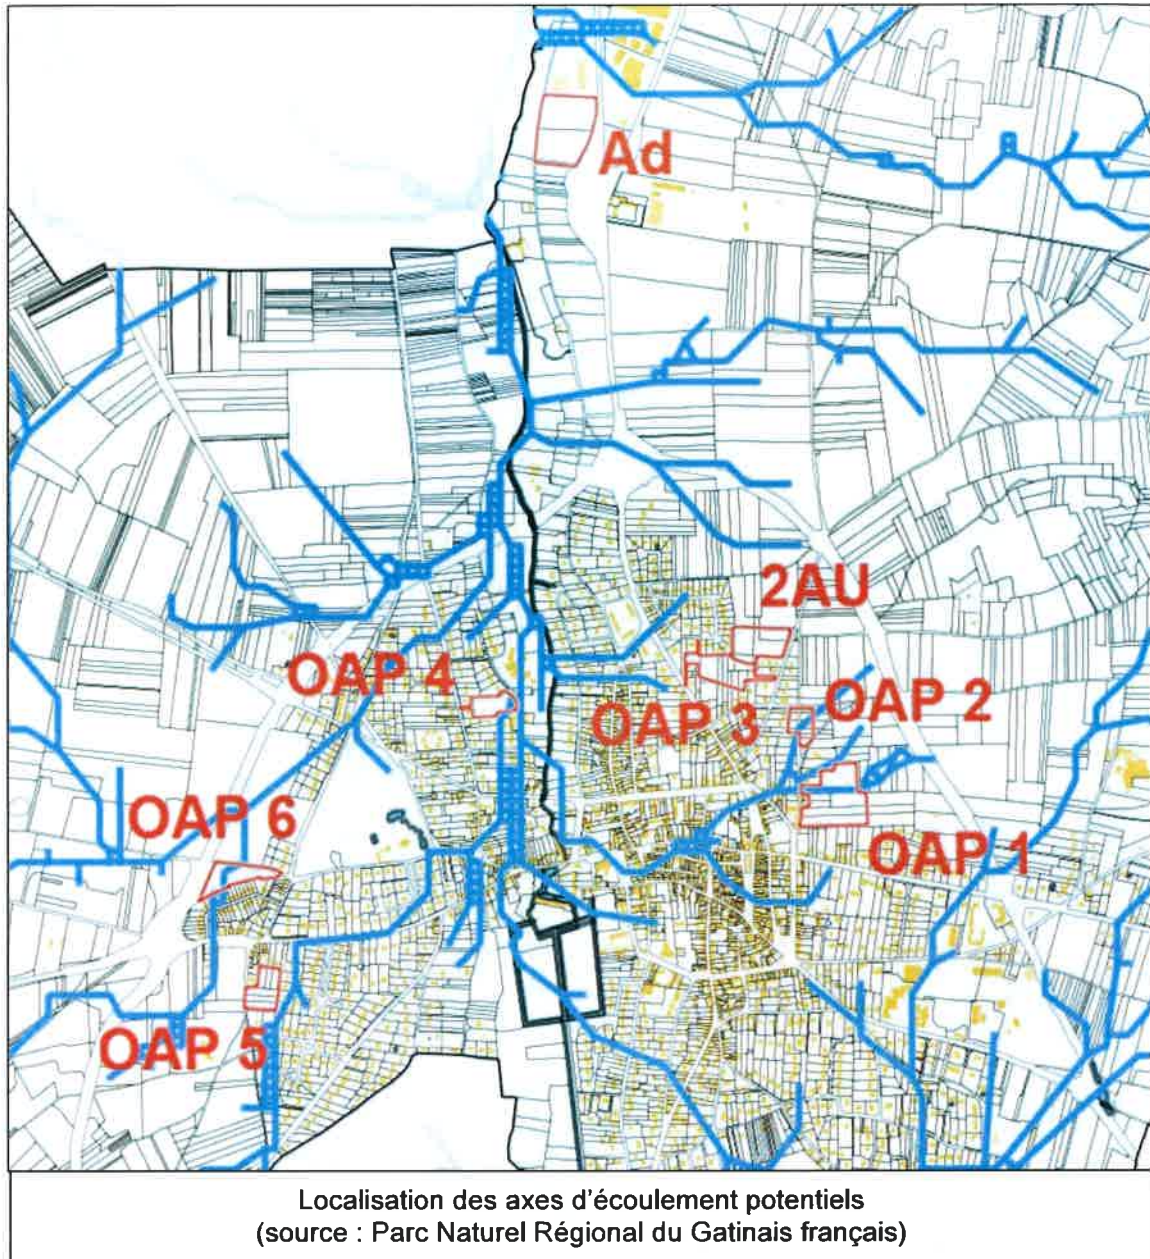 Ad
2AU
OAP 4
OAP 3
OAP 2
OAP 6
OAP 1
OAP 5
Localisation des axes d'écoulement potentiels
(source : Parc Naturel Régional du Gatinais français)